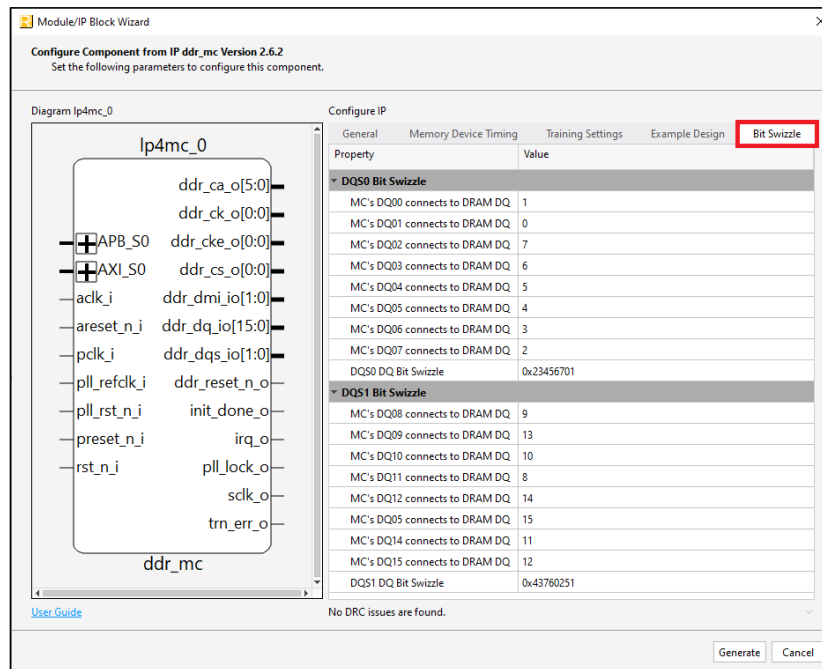 Module/IP Block Wizard
Configure Component from IP ddr_mc Version 2.6.2
Set the following parameters to configure this component.
Diagram lp4mc_0
lp4mc_0
ddr_ca_o[5:0]
ddr_ck_o[0:0]
APB_S0 ddr_cke_o[0:0]
AXI_S0 ddr_cs_o[0:0]
aclk_i ddr_dmi_io[1:0]
areset_n_i ddr_dq_io[15:0]
pclk_i ddr_dqs_io[1:0]
pll_refclk_i ddr_reset_n_o
pll_rst_n_i init_done_o
preset_n_i irq_o
rst_n_i pll_lock_o
sclk_o
trn_err_o
ddr_mc
User Guide
Configure IP
General Memory Device Timing Training Settings Example Design Bit Swizzle
Property Value
DQS0 Bit Swizzle
MC's DQ00 connects to DRAM DQ 1
MC's DQ01 connects to DRAM DQ 0
MC's DQ02 connects to DRAM DQ 7
MC's DQ03 connects to DRAM DQ 6
MC's DQ04 connects to DRAM DQ 5
MC's DQ05 connects to DRAM DQ 4
MC's DQ06 connects to DRAM DQ 3
MC's DQ07 connects to DRAM DQ 2
DQS0 DQ Bit Swizzle 0x23456701
DQS1 Bit Swizzle
MC's DQ08 connects to DRAM DQ 9
MC's DQ09 connects to DRAM DQ 13
MC's DQ10 connects to DRAM DQ 10
MC's DQ11 connects to DRAM DQ 8
MC's DQ12 connects to DRAM DQ 14
MC's DQ05 connects to DRAM DQ 15
MC's DQ14 connects to DRAM DQ 11
MC's DQ15 connects to DRAM DQ 12
DQS1 DQ Bit Swizzle 0x43760251
No DRC issues are found.
Generate Cancel